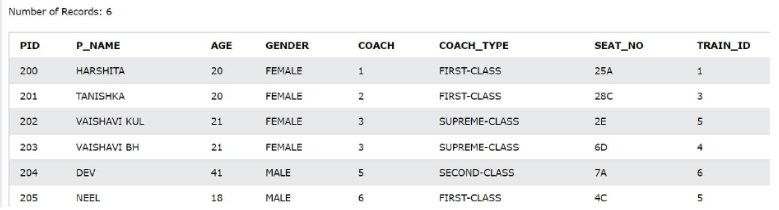 Number of Records: 6
PID P_NAME AGE GENDER COACH COACH_TYPE SEAT_NO TRAIN_ID
200 HARSHITA 20 FEMALE 1 FIRST-CLASS 25A 1
201 TANISHKA 20 FEMALE 2 FIRST-CLASS 28C 3
202 VAISHAVI KUL 21 FEMALE 3 SUPREME-CLASS 2E 5
203 VAISHAVI BH 21 FEMALE 3 SUPREME-CLASS 6D 4
204 DEV 41 MALE 5 SECOND-CLASS 7A 6
205 NEEL 18 MALE 6 FIRST-CLASS 4C 5